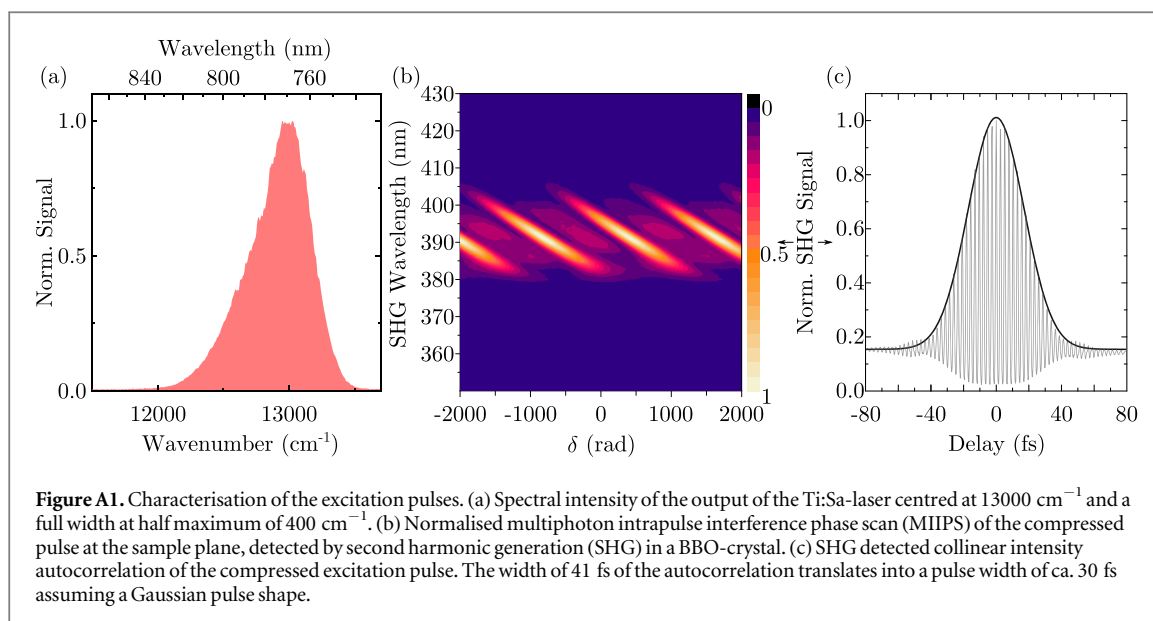 Wavelength (nm)
(a)
840
800
760
1.0
0.5
0.0
Norm. Signal
12000
13000
Wavenumber (cm⁻¹)
(b)
430
420
410
400
390
380
370
360
SHG Wavelength (nm)
-2000
-1000
0
1000
2000
δ (rad)
0
0.5
1
(c)
1.0
0.8
0.6
0.4
0.2
0.0
Norm. SHG Signal
-80
-40
0
40
80
Delay (fs)
Figure A1. Characterisation of the excitation pulses. (a) Spectral intensity of the output of the Ti:Sa-laser centred at 13000 cm⁻¹ and a
full width at half maximum of 400 cm⁻¹. (b) Normalised multiphoton intrapulse interference phase scan (MIIPS) of the compressed
pulse at the sample plane, detected by second harmonic generation (SHG) in a BBO-crystal. (c) SHG detected collinear intensity
autocorrelation of the compressed excitation pulse. The width of 41 fs of the autocorrelation translates into a pulse width of ca. 30 fs
assuming a Gaussian pulse shape.